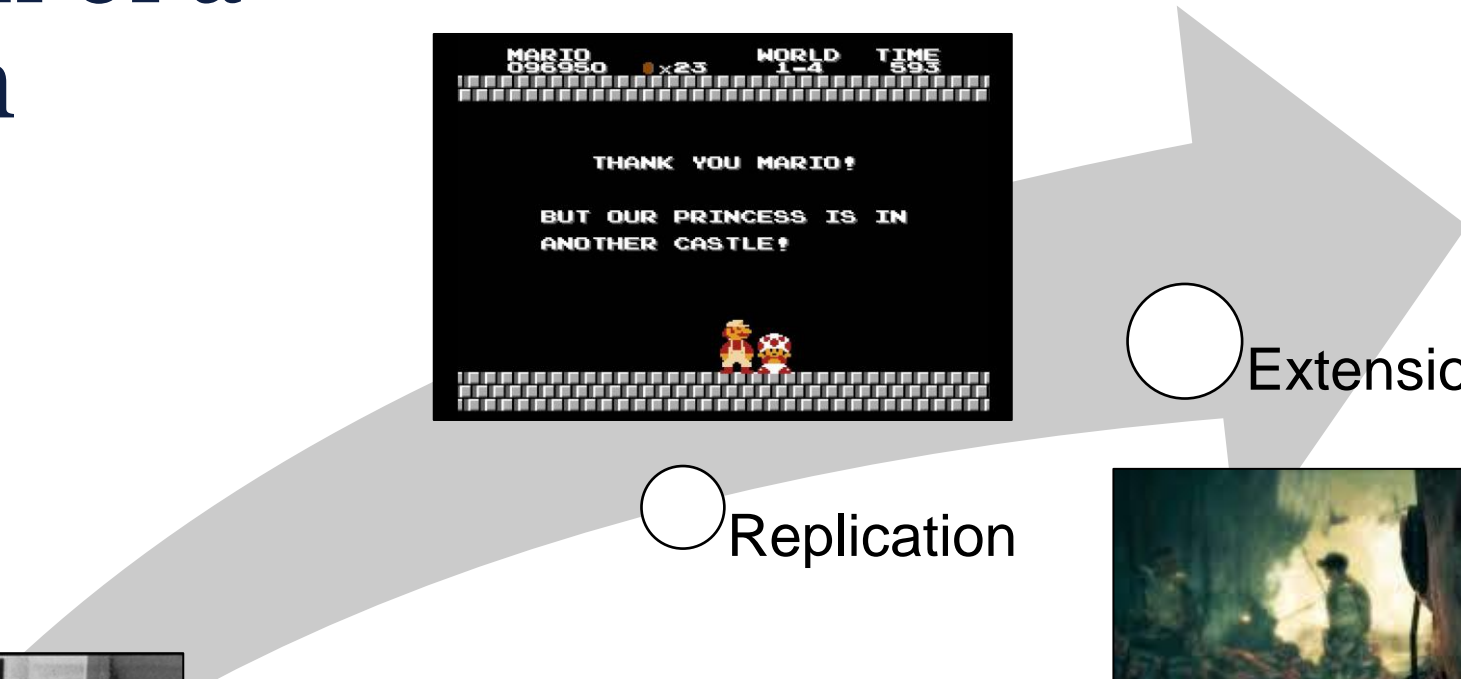 MARIO WORLD TIME
096950 ×23 1-4 593
THANK YOU MARIO!
BUT OUR PRINCESS IS IN
ANOTHER CASTLE!
Replication